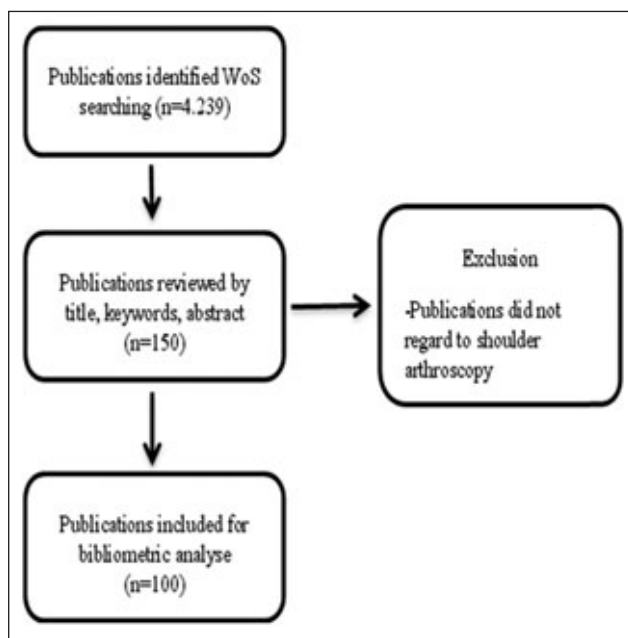 Publications identified WoS
searching (n=4.239)
Publications reviewed by
title, keywords, abstract
(n=150)
Exclusion
-Publications did not
regard to shoulder
arthroscopy
Publications included for
bibliometric analyse
(n=100)